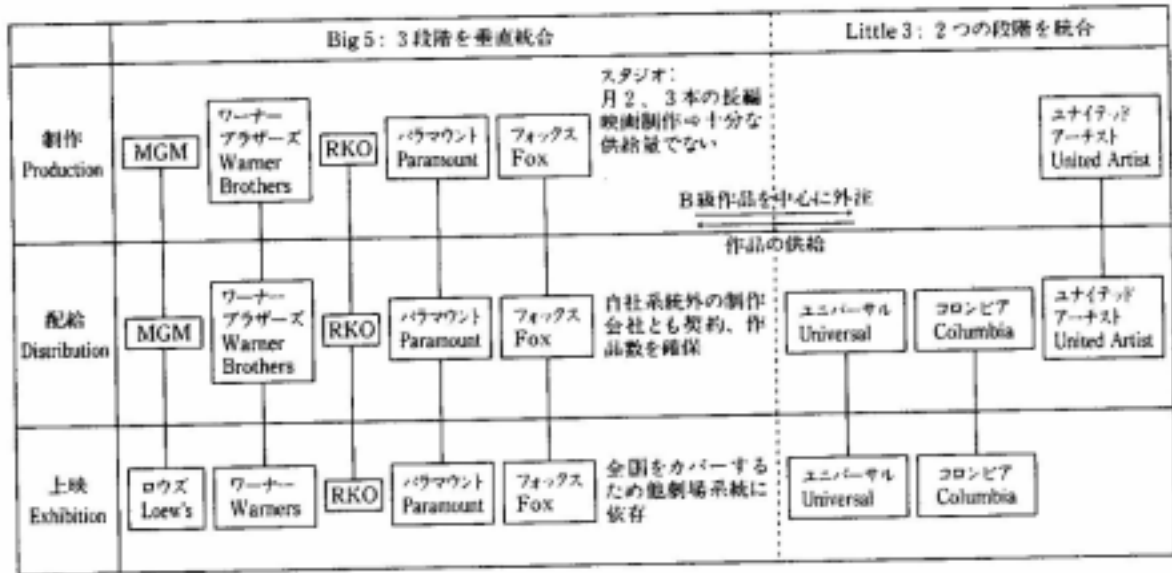 Big 5：3段階を垂直統合
Little 3：2つの段階を統合
制作
Production
MGM
ワーナー
ブラザーズ
Warner
Brothers
RKO
パラマウント
Paramount
フォックス
Fox
スタジオ：
月2、3本の長編
映画制作⇒十分な
供給量でない
ユナイテッド
アーチスト
United Artist
B級作品を中心に外注
作品の供給
配給
Distribution
MGM
ワーナー
ブラザーズ
Warner
Brothers
RKO
パラマウント
Paramount
フォックス
Fox
自社系統外の制作
会社とも契約、作
品数を確保
ユニバーサル
Universal
コロンビア
Columbia
ユナイテッド
アーチスト
United Artist
上映
Exhibition
ロウズ
Loew's
ワーナー
Warners
RKO
パラマウント
Paramount
フォックス
Fox
全国をカバーする
ため他劇場系統に
依存
ユニバーサル
Universal
コロンビア
Columbia